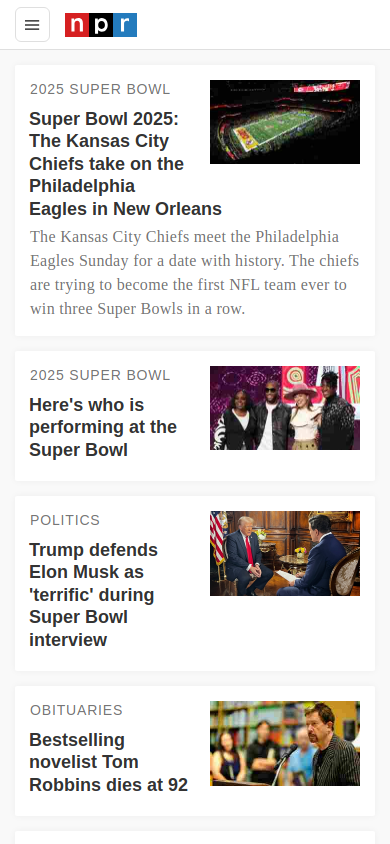 npr
2025 SUPER BOWL
Super Bowl 2025:
The Kansas City
Chiefs take on the
Philadelphia
Eagles in New Orleans
The Kansas City Chiefs meet the Philadelphia
Eagles Sunday for a date with history. The chiefs
are trying to become the first NFL team ever to
win three Super Bowls in a row.
2025 SUPER BOWL
Here's who is
performing at the
Super Bowl
POLITICS
Trump defends
Elon Musk as
'terrific' during
Super Bowl
interview
OBITUARIES
Bestselling
novelist Tom
Robbins dies at 92